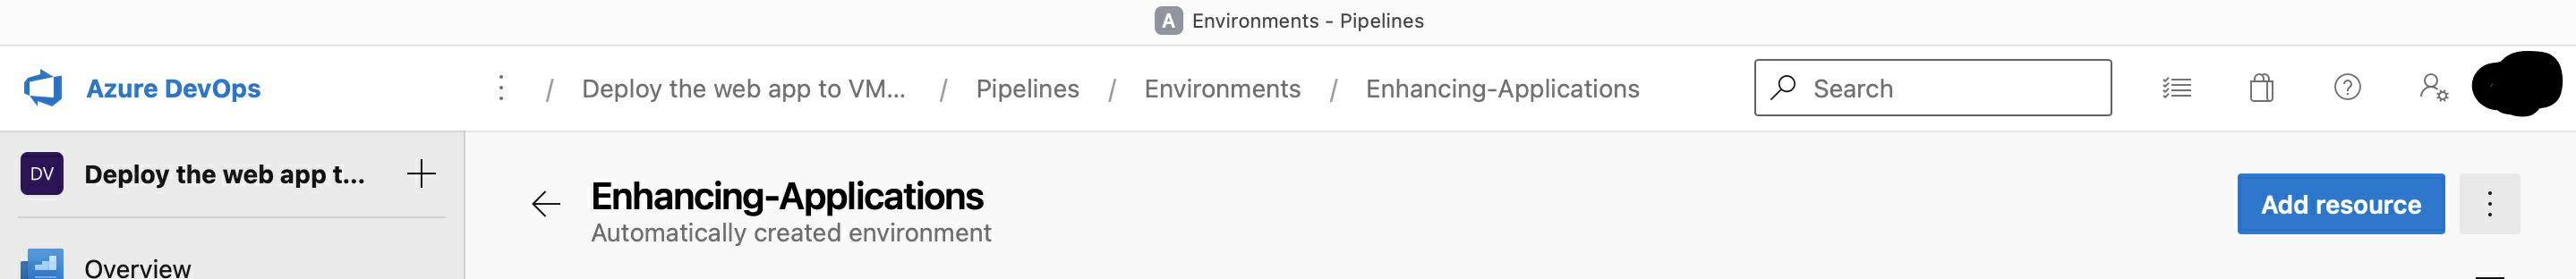 A Environments - Pipelines
Azure DevOps / Deploy the web app to VM... / Pipelines / Environments / Enhancing-Applications Search
DV Deploy the web app t... +
Enhancing-Applications
Automatically created environment
Add resource
Overview